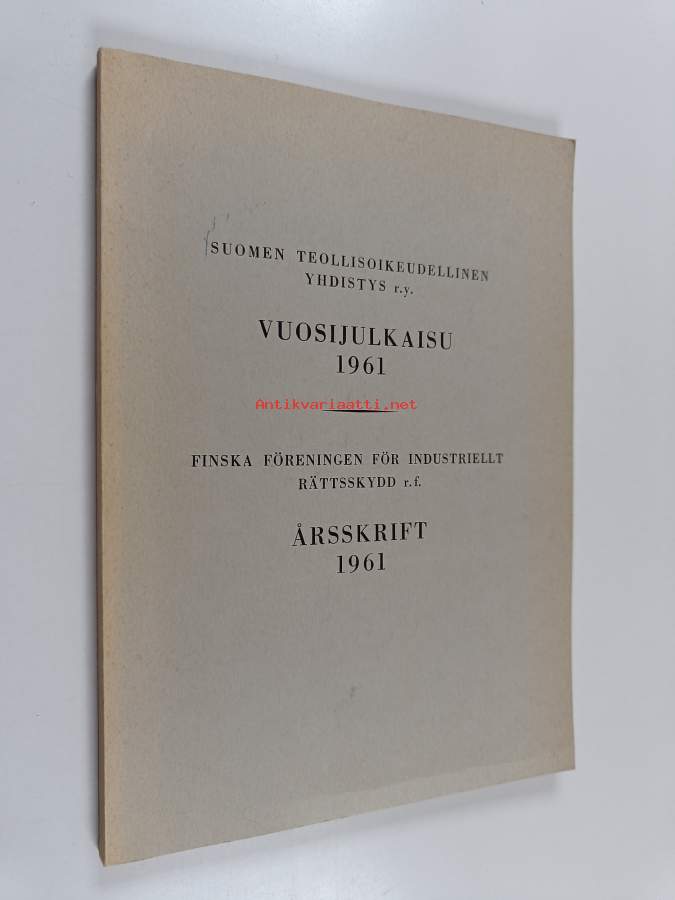 SUOMEN TEOLLISOIKEUDELLINEN
YHDISTYS r.y.
VUOSIJULKAISU
1961
Antikvariaatti.net
FINSKA FÖRENINGEN FÖR INDUSTRIELLT
RÄTTSSKYDD r.f.
ÅRSSKRIFT
1961